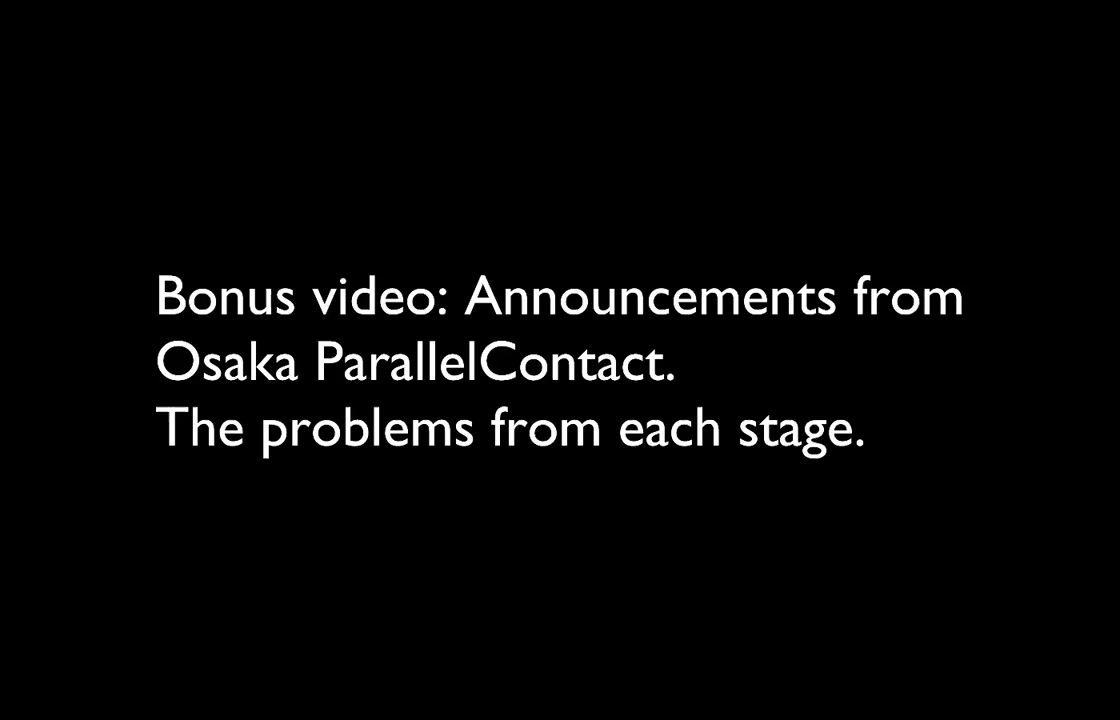 Bonus video: Announcements from
Osaka ParallelContact.
The problems from each stage.